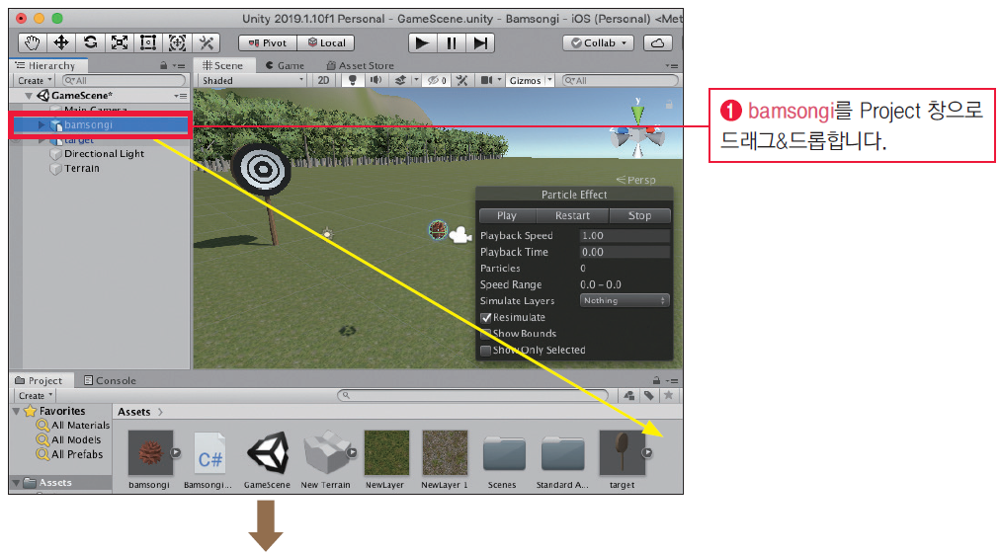 Unity 2019.1.10f1 Personal - GameScene.unity - Bamsongi - iOS (Personal) <Met
Pivot Local Collab
Hierarchy Scene Game Asset Store
Create All Shaded 2D 0 Gizmos All
GameScene*
Main Camera
bamsongi
target
Directional Light
Terrain
y
Persp
Particle Effect
Play Restart Stop
Playback Speed 1.00
Playback Time 0.00
Particles 0
Speed Range 0.0 – 0.0
Simulate Layers Nothing
Resimulate
Show Bounds
Show Only Selected
❶ bamsongi를 Project 창으로
드래그&드롭합니다.
Project Console
Create
Favorites
All Materials
All Models
All Prefabs
Assets
Assets
C#
bamsongi Bamsongi... GameScene New Terrain NewLayer NewLayer 1 Scenes Standard A... target